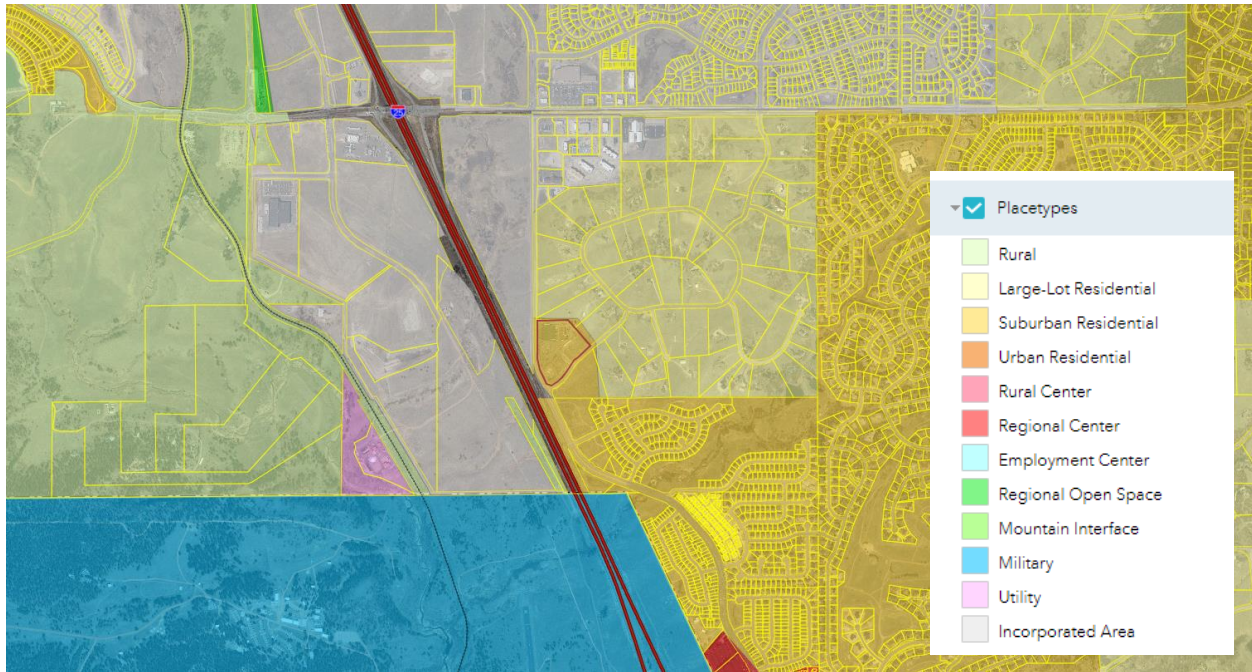 25
Placetypes
Rural
Large-Lot Residential
Suburban Residential
Urban Residential
Rural Center
Regional Center
Employment Center
Regional Open Space
Mountain Interface
Military
Utility
Incorporated Area